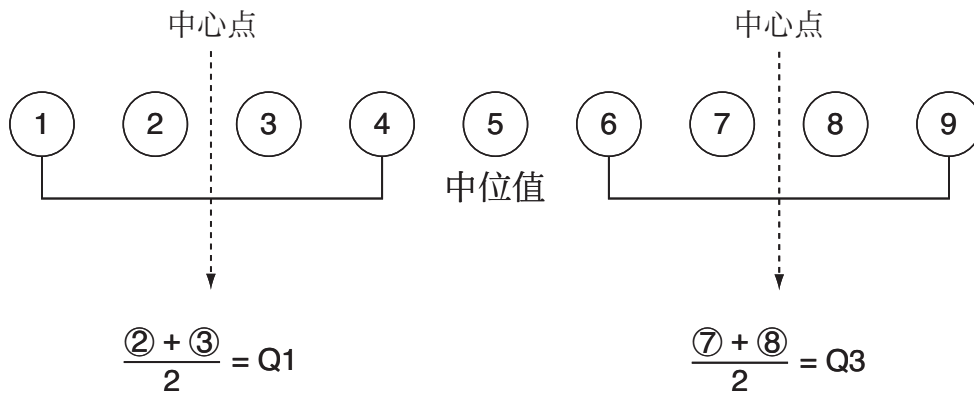 中心点 中心点
1 2 3 4 5 6 7 8 9
中位值
② + ③ / 2 = Q1
⑦ + ⑧ / 2 = Q3